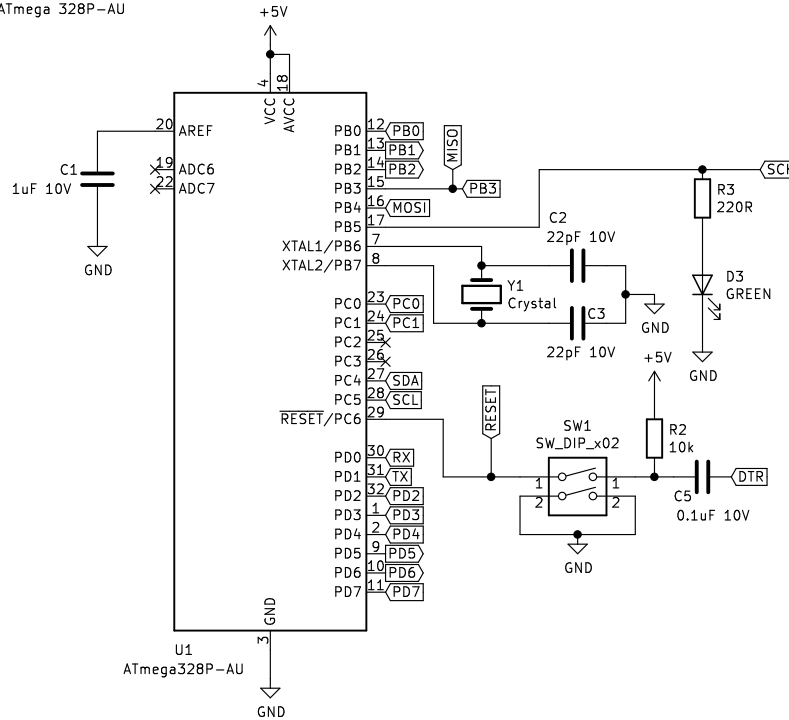 ATmega 328P-AU
+5V
4
18
VCC
AVCC
20
AREF
C1
1uF 10V
GND
19
ADC6
22
ADC7
PB0
12
PB0
PB1
13
PB1
PB2
14
PB2
PB3
15
MISO
PB3
PB4
16
MOSI
PB5
17
XTAL1/PB6
7
XTAL2/PB7
8
C2
22pF 10V
Y1
Crystal
C3
22pF 10V
GND
R3
220R
D3
GREEN
GND
PC0
23
PC0
PC1
24
PC1
PC2
25
PC3
26
PC4
27
SDA
PC5
28
SCL
RESET/PC6
29
RESET
SW1
SW_DIP_x02
1
1
2
2
GND
+5V
R2
10k
C5
0.1uF 10V
DTR
PD0
30
RX
PD1
31
TX
PD2
32
PD2
PD3
1
PD3
PD4
2
PD4
PD5
9
PD5
PD6
10
PD6
PD7
11
PD7
GND
3
U1
ATmega328P-AU
GND